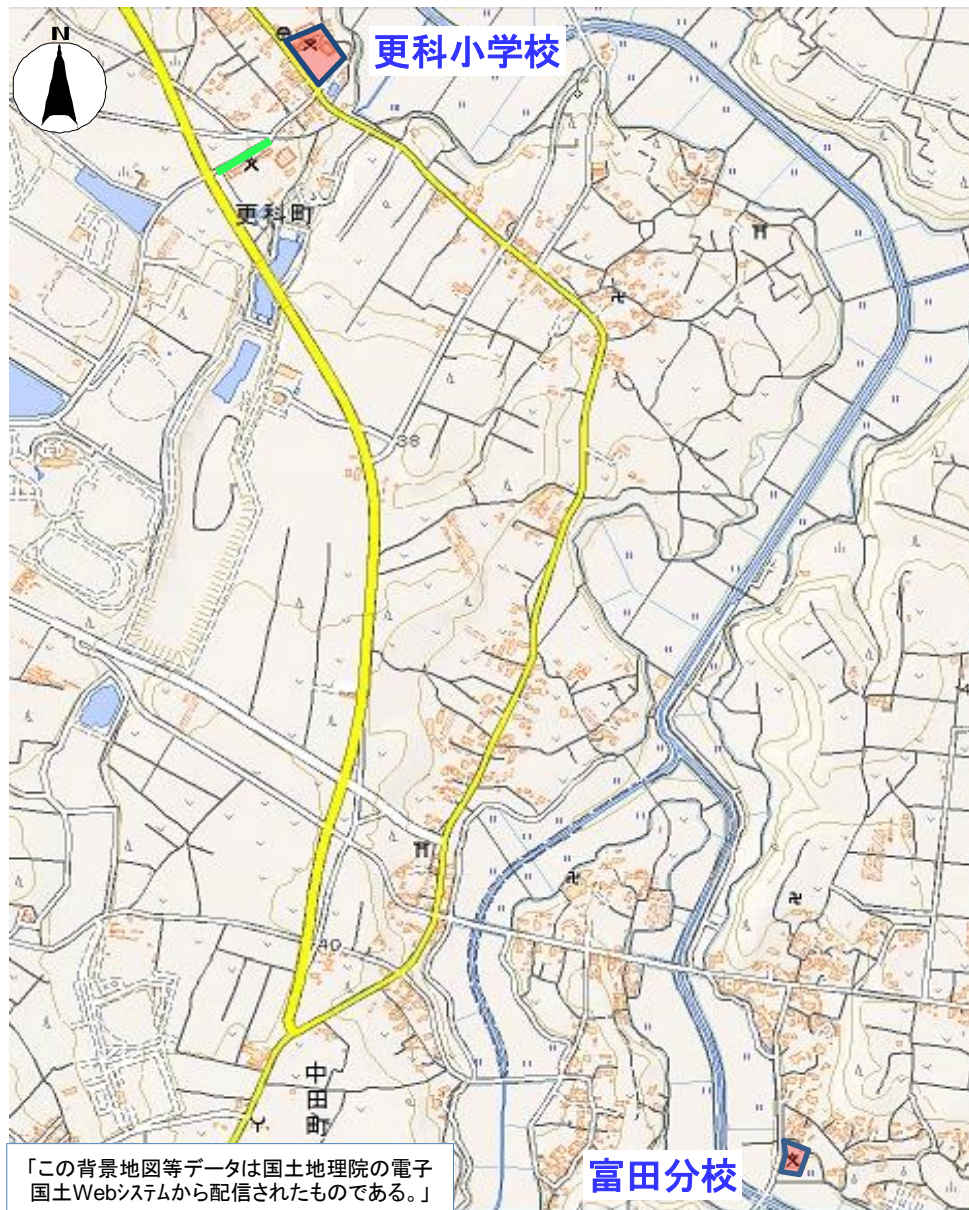 N
更科小学校
更科町
38
40
中田町
富田分校
「この背景地図等データは国土地理院の電子
国土Webシステムから配信されたものである。」